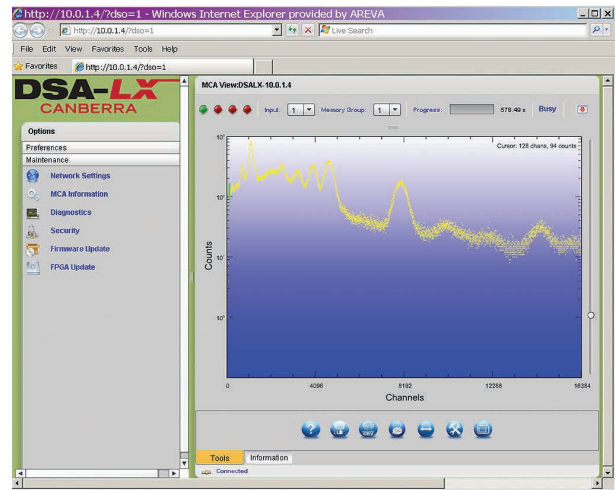 http://10.0.1.4/?dso=1 - Windows Internet Explorer provided by AREVA
http://10.0.1.4/?dso=1
Live Search
File Edit View Favorites Tools Help
Favorites
http://10.0.1.4/?dso=1
DSA-LX
CANBERRA
Options
Preferences
Maintenance
Network Settings
MCA Information
Diagnostics
Security
Firmware Update
FPGA Update
MCA View:DSALX-10.0.1.4
Input: 1 Memory Group: 1 Progress: 578.49 s Busy
Cursor: 128 chans, 94 counts
Counts
0 4096 8192 12288 16384
Channels
Tools Information
Connected